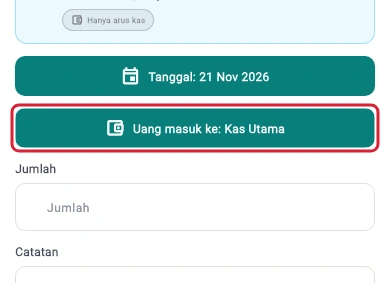 Hanya arus kas
Tanggal: 21 Nov 2026
Uang masuk ke: Kas Utama
Jumlah
Jumlah
Catatan